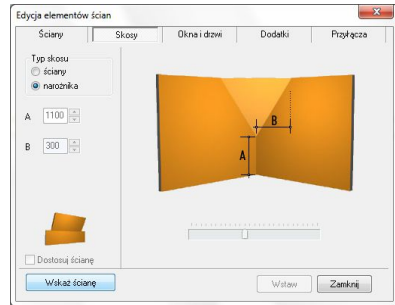 Edycja elementów ścian
Ściany
Skosy
Okna i drzwi
Dodatki
Przyłącza
Typ skosu
ściany
narożnika
A 1100
B 300
B
A
Dostosuj ścianę
Wskaż ścianę
Wstaw
Zamknij